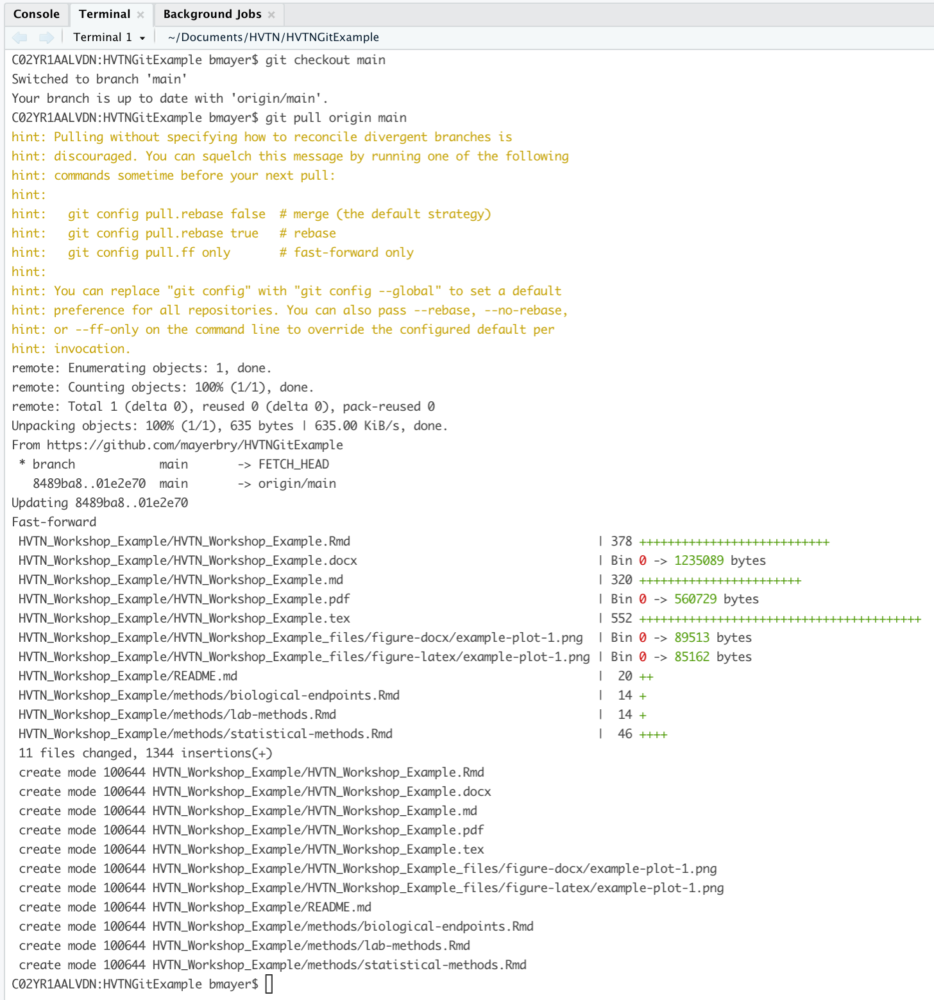 Console Terminal × Background Jobs ×
Terminal 1 ~/Documents/HVTN/HVTNGitExample
C02YR1AALVDN:HVTNGitExample bmayer$ git checkout main
Switched to branch 'main'
Your branch is up to date with 'origin/main'.
C02YR1AALVDN:HVTNGitExample bmayer$ git pull origin main
hint: Pulling without specifying how to reconcile divergent branches is
hint: discouraged. You can squelch this message by running one of the following
hint: commands sometime before your next pull:
hint:
hint:   git config pull.rebase false  # merge (the default strategy)
hint:   git config pull.rebase true   # rebase
hint:   git config pull.ff only       # fast-forward only
hint:
hint: You can replace "git config" with "git config --global" to set a default
hint: preference for all repositories. You can also pass --rebase, --no-rebase,
hint: or --ff-only on the command line to override the configured default per
hint: invocation.
remote: Enumerating objects: 1, done.
remote: Counting objects: 100% (1/1), done.
remote: Total 1 (delta 0), reused 0 (delta 0), pack-reused 0
Unpacking objects: 100% (1/1), 635 bytes | 635.00 KiB/s, done.
From https://github.com/mayerbry/HVTNGitExample
 * branch            main       -> FETCH_HEAD
   8489ba8..01e2e70  main       -> origin/main
Updating 8489ba8..01e2e70
Fast-forward
 HVTN_Workshop_Example/HVTN_Workshop_Example.Rmd                                   | 378 +++++++++++++++++++++++++++
 HVTN_Workshop_Example/HVTN_Workshop_Example.docx                                  | Bin 0 -> 1235089 bytes
 HVTN_Workshop_Example/HVTN_Workshop_Example.md                                    | 320 +++++++++++++++++++++++
 HVTN_Workshop_Example/HVTN_Workshop_Example.pdf                                   | Bin 0 -> 560729 bytes
 HVTN_Workshop_Example/HVTN_Workshop_Example.tex                                   | 552 ++++++++++++++++++++++++++++++++++++++++
 HVTN_Workshop_Example/HVTN_Workshop_Example_files/figure-docx/example-plot-1.png  | Bin 0 -> 89513 bytes
 HVTN_Workshop_Example/HVTN_Workshop_Example_files/figure-latex/example-plot-1.png | Bin 0 -> 85162 bytes
 HVTN_Workshop_Example/README.md                                                   |  20 ++
 HVTN_Workshop_Example/methods/biological-endpoints.Rmd                            |  14 +
 HVTN_Workshop_Example/methods/lab-methods.Rmd                                     |  14 +
 HVTN_Workshop_Example/methods/statistical-methods.Rmd                             |  46 ++++
 11 files changed, 1344 insertions(+)
 create mode 100644 HVTN_Workshop_Example/HVTN_Workshop_Example.Rmd
 create mode 100644 HVTN_Workshop_Example/HVTN_Workshop_Example.docx
 create mode 100644 HVTN_Workshop_Example/HVTN_Workshop_Example.md
 create mode 100644 HVTN_Workshop_Example/HVTN_Workshop_Example.pdf
 create mode 100644 HVTN_Workshop_Example/HVTN_Workshop_Example.tex
 create mode 100644 HVTN_Workshop_Example/HVTN_Workshop_Example_files/figure-docx/example-plot-1.png
 create mode 100644 HVTN_Workshop_Example/HVTN_Workshop_Example_files/figure-latex/example-plot-1.png
 create mode 100644 HVTN_Workshop_Example/README.md
 create mode 100644 HVTN_Workshop_Example/methods/biological-endpoints.Rmd
 create mode 100644 HVTN_Workshop_Example/methods/lab-methods.Rmd
 create mode 100644 HVTN_Workshop_Example/methods/statistical-methods.Rmd
C02YR1AALVDN:HVTNGitExample bmayer$